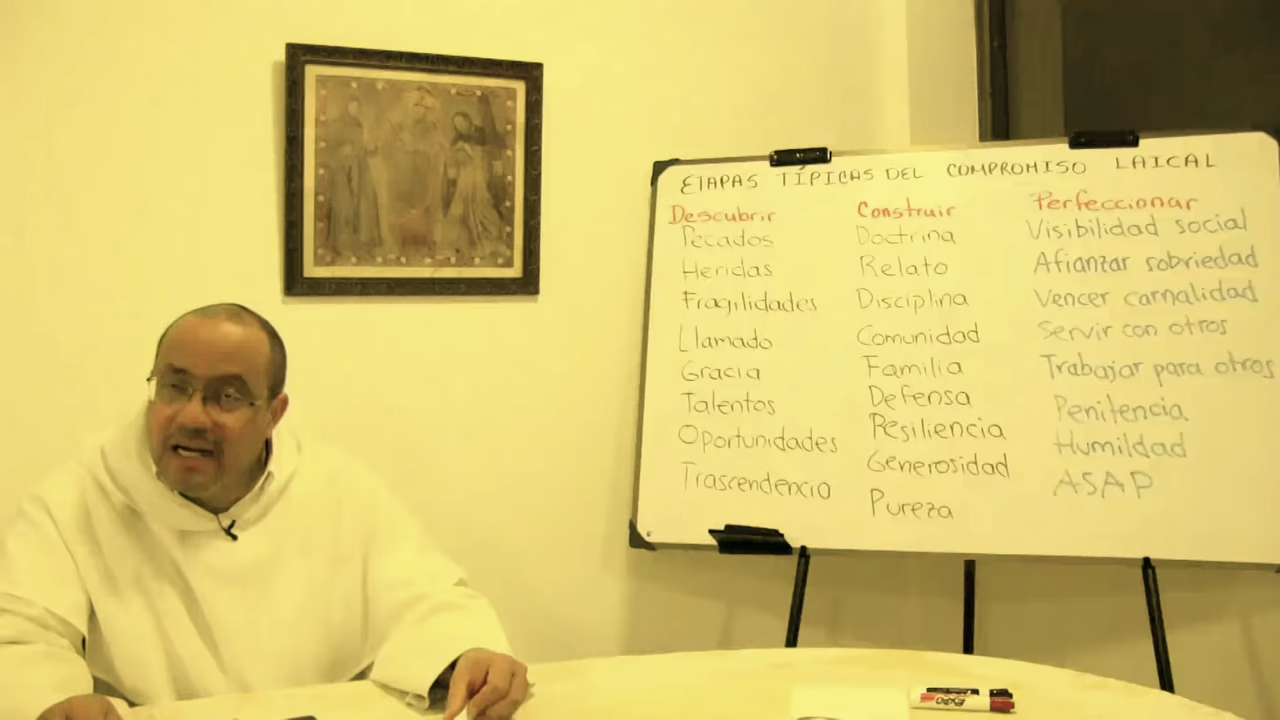 ETAPAS TÍPICAS DEL COMPROMISO LAICAL
Descubrir
Pecados
Heridas
Fragilidades
Llamado
Gracia
Talentos
Oportunidades
Trascendencia
Construir
Doctrina
Relato
Disciplina
Comunidad
Familia
Defensa
Resiliencia
Generosidad
Pureza
Perfeccionar
Visibilidad social
Afianzar sobriedad
Vencer carnalidad
Servir con otros
Trabajar para otros
Penitencia
Humildad
ASAP
EXPO